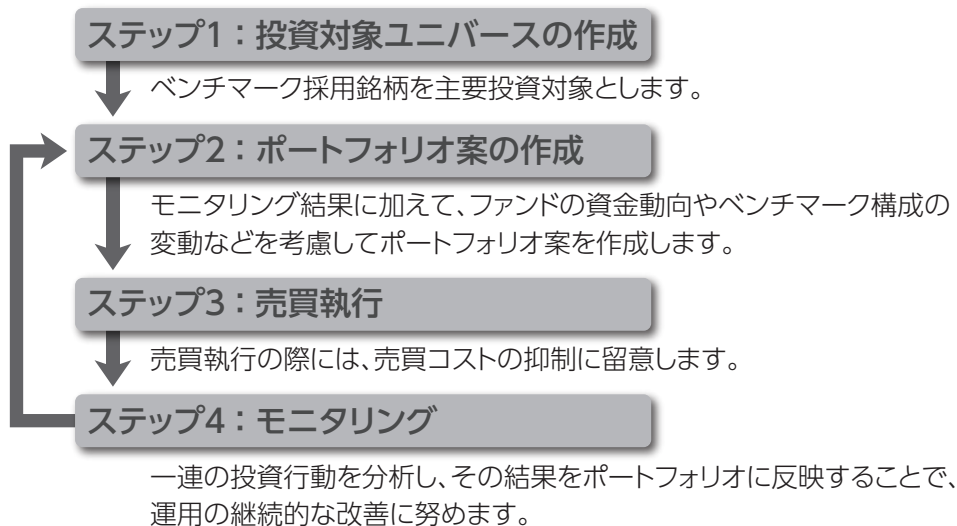 ステップ1：投資対象ユニバースの作成
ベンチマーク採用銘柄を主要投資対象とします。
ステップ2：ポートフォリオ案の作成
モニタリング結果に加えて、ファンドの資金動向やベンチマーク構成の
変動などを考慮してポートフォリオ案を作成します。
ステップ3：売買執行
売買執行の際には、売買コストの抑制に留意します。
ステップ4：モニタリング
一連の投資行動を分析し、その結果をポートフォリオに反映することで、
運用の継続的な改善に努めます。